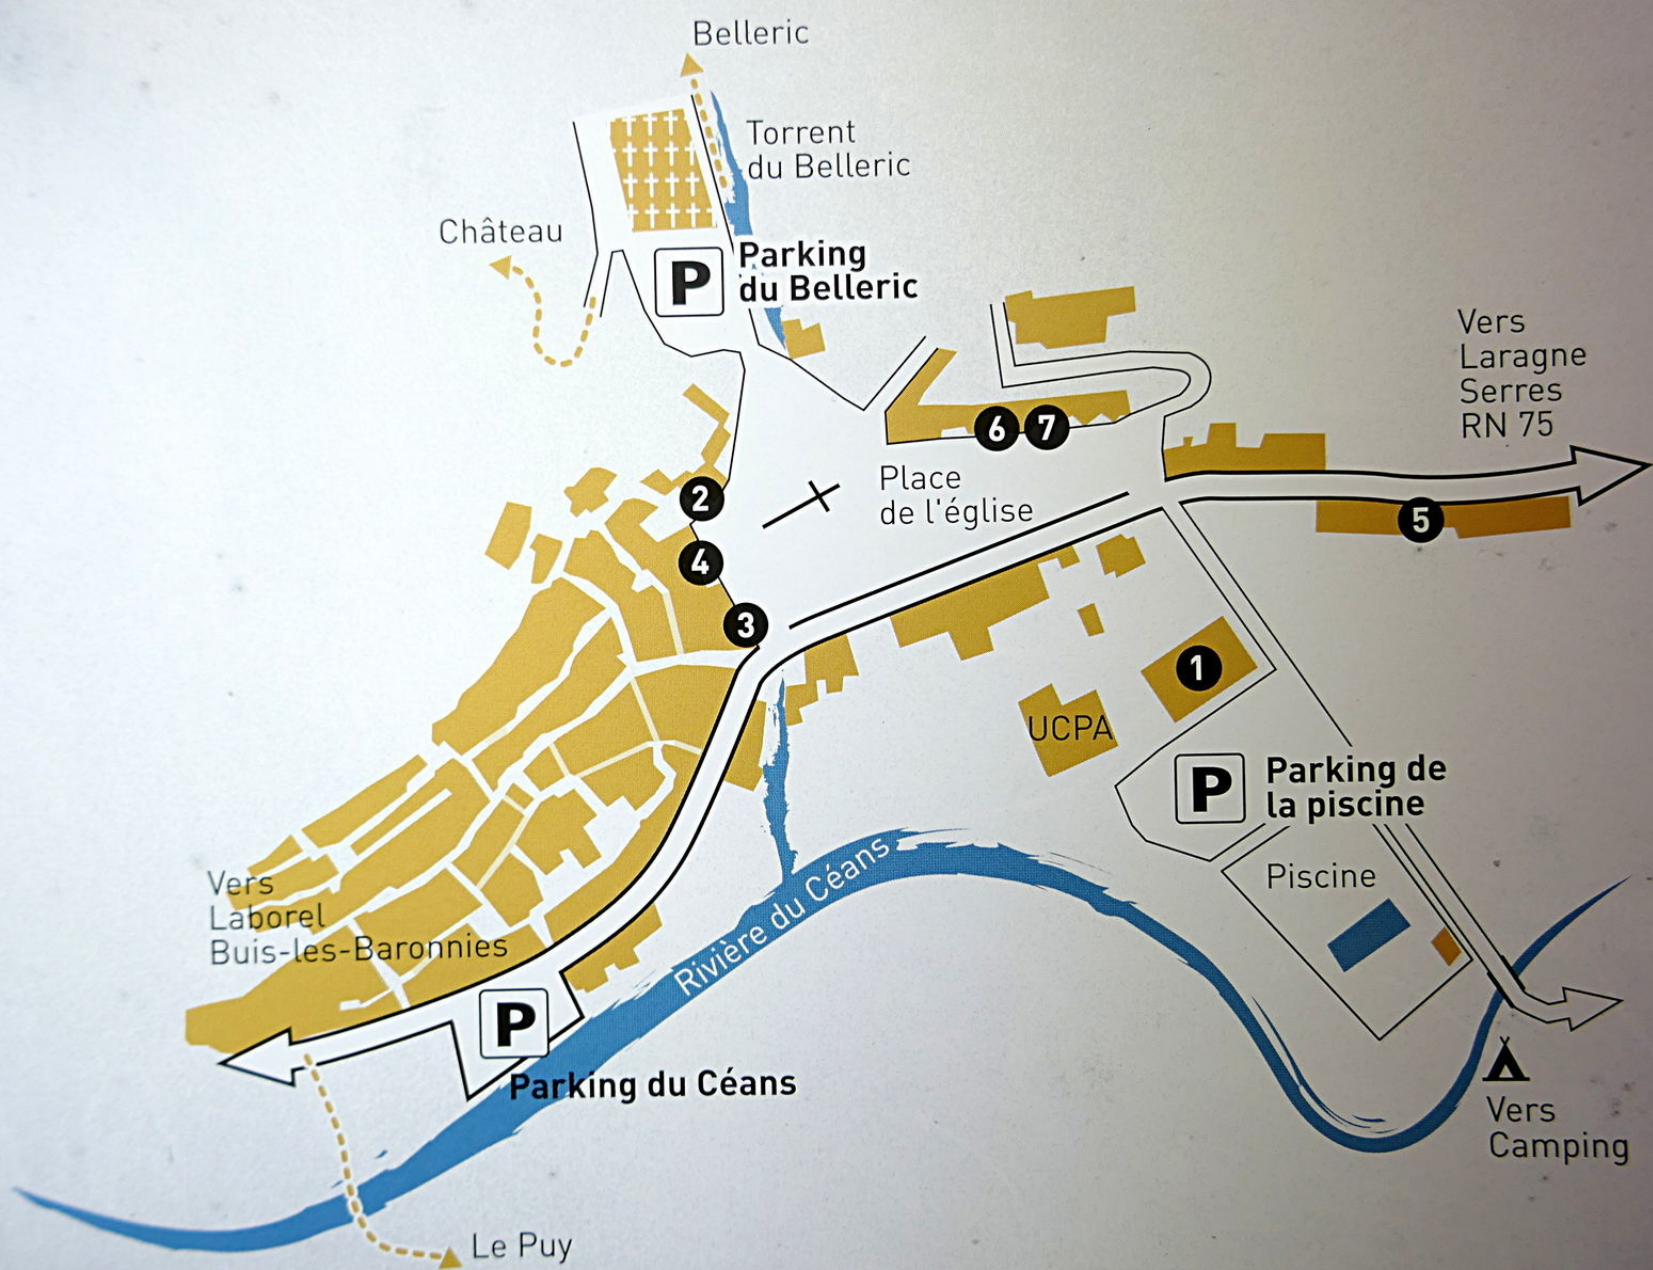 Belleric
Torrent
du Belleric
Château
P
Parking
du Belleric
Vers
Laragne
Serres
RN 75
6
7
Place
de l'église
2
5
4
3
1
UCPA
P
Parking de
la piscine
Piscine
Vers
Laborel
Buis-les-Baronnies
Rivière du Céans
P
Parking du Céans
Vers
Camping
Le Puy